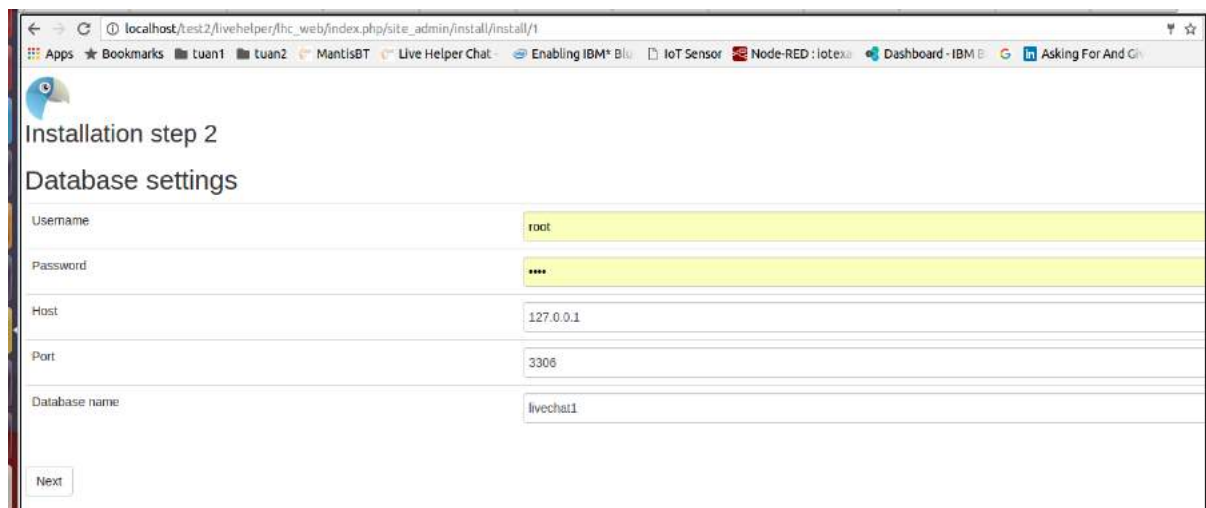 localhost/test2/livehelper/lhc_web/index.php/site_admin/install/install/1
Apps Bookmarks tuan1 tuan2 MantisBT Live Helper Chat - Enabling IBM* Blu IoT Sensor Node-RED : iotexa Dashboard - IBM B G Asking For And Gi
Installation step 2
Database settings
Username
root
Password
••••
Host
127.0.0.1
Port
3306
Database name
livechat1
Next